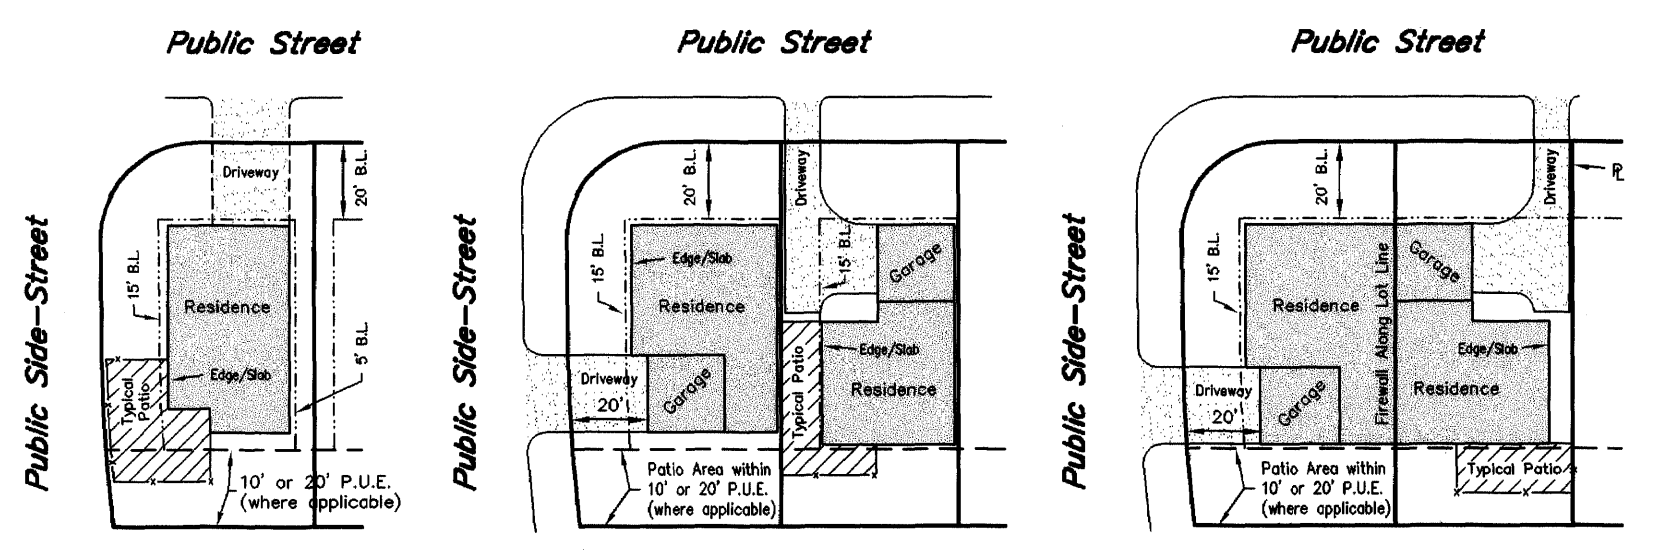 Public Street
Public Side-Street
Driveway
20' B.L.
15' B.L.
Residence
Edge/Slab
Typical
Patio
5' B.L.
10' or 20' P.U.E.
(where applicable)
Public Street
Public Side-Street
Driveway
20' B.L.
15' B.L.
15' B.L.
Edge/Slab
Residence
Garage
Driveway
20'
Garage
Typical Patio
Edge/Slab
Residence
Patio Area within
10' or 20' P.U.E.
(where applicable)
Public Street
Public Side-Street
20' B.L.
Driveway
PL
15' B.L.
Residence
Firewall Along Lot Line
Garage
Edge/Slab
Residence
Driveway
20'
Garage
Patio Area within
10' or 20' P.U.E.
(where applicable)
Typical Patio